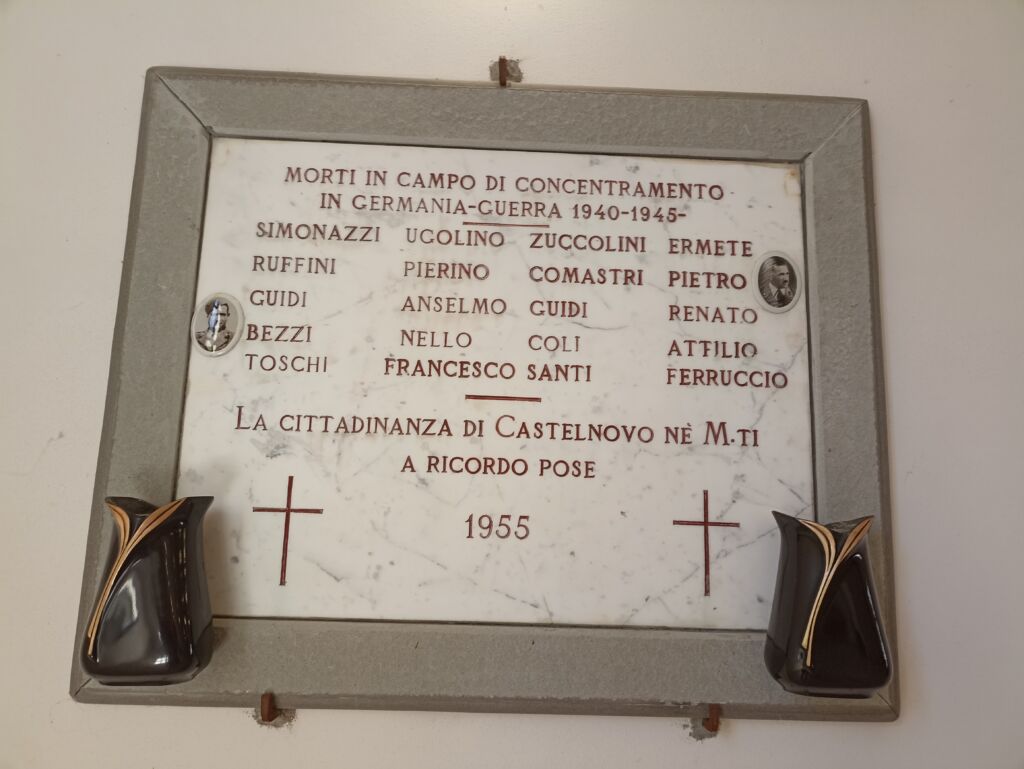 MORTI IN CAMPO DI CONCENTRAMENTO
IN GERMANIA-GUERRA 1940-1945-
SIMONAZZI UGOLINO ZUCCOLINI ERMETE
RUFFINI PIERINO COMASTRI PIETRO
GUIDI ANSELMO GUIDI RENATO
BEZZI NELLO COLI ATTILIO
TOSCHI FRANCESCO SANTI FERRUCCIO
LA CITTADINANZA DI CASTELNOVO NÈ M·TI
A RICORDO POSE
1955